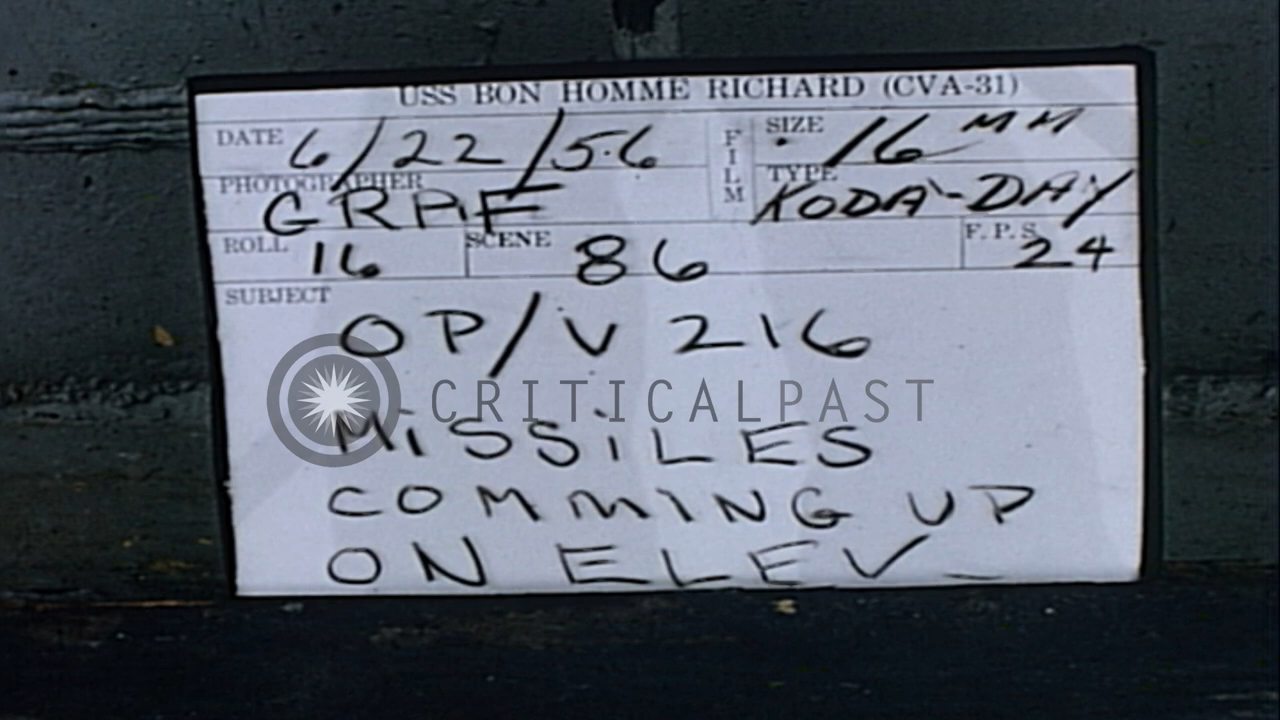 USS BON HOMME RICHARD (CVA-31)
DATE 6/22/56 FILM SIZE 16 MM
PHOTOGRAPHER GRAF TYPE KODA-DAY
ROLL 16 SCENE 86 F. P. S. 24
SUBJECT
OP/V 216
CRITICALPAST
MiSSiLES
COMMING UP
ON ELEV_